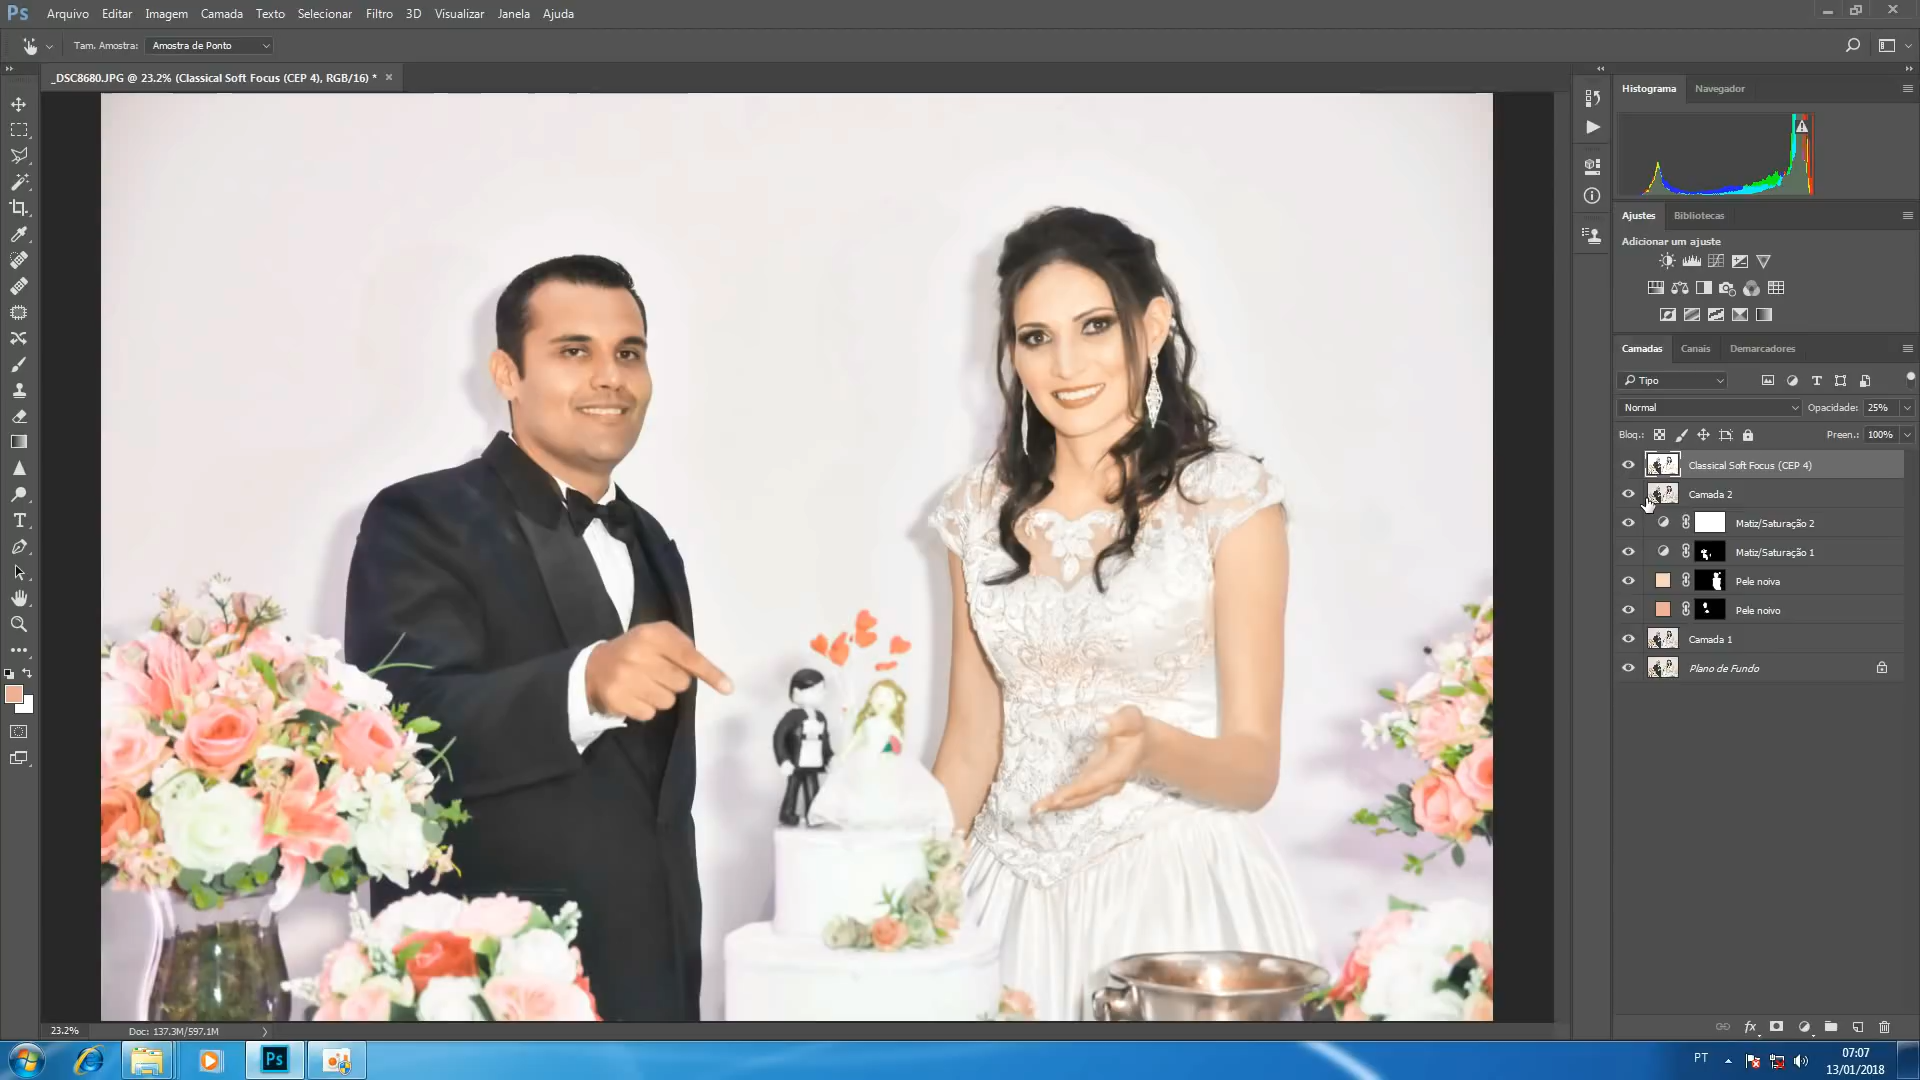 Ps Arquivo Editar Imagem Camada Texto Selecionar Filtro 3D Visualizar Janela Ajuda
Tam. Amostra: Amostra de Ponto
_DSC8680.JPG @ 23.2% (Classical Soft Focus (CEP 4), RGB/16) *
Histograma Navegador
Ajustes Bibliotecas
Adicionar um ajuste
Camadas Canais Demarcadores
Tipo
Normal Opacidade: 25%
Bloq.: Preen.: 100%
Classical Soft Focus (CEP 4)
Camada 2
Matiz/Saturação 2
Matiz/Saturação 1
Pele noiva
Pele noivo
Camada 1
Plano de Fundo
23.2% Doc: 137.3M/597.1M
Ps
PT
07:07
13/01/2018